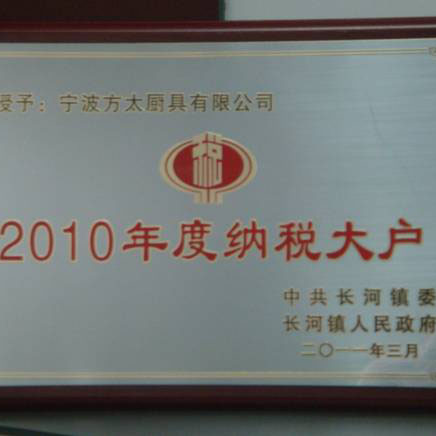 授予：宁波方太厨具有限公司
税
2010年度纳税大户
中共长河镇委
长河镇人民政府
二〇一一年三月